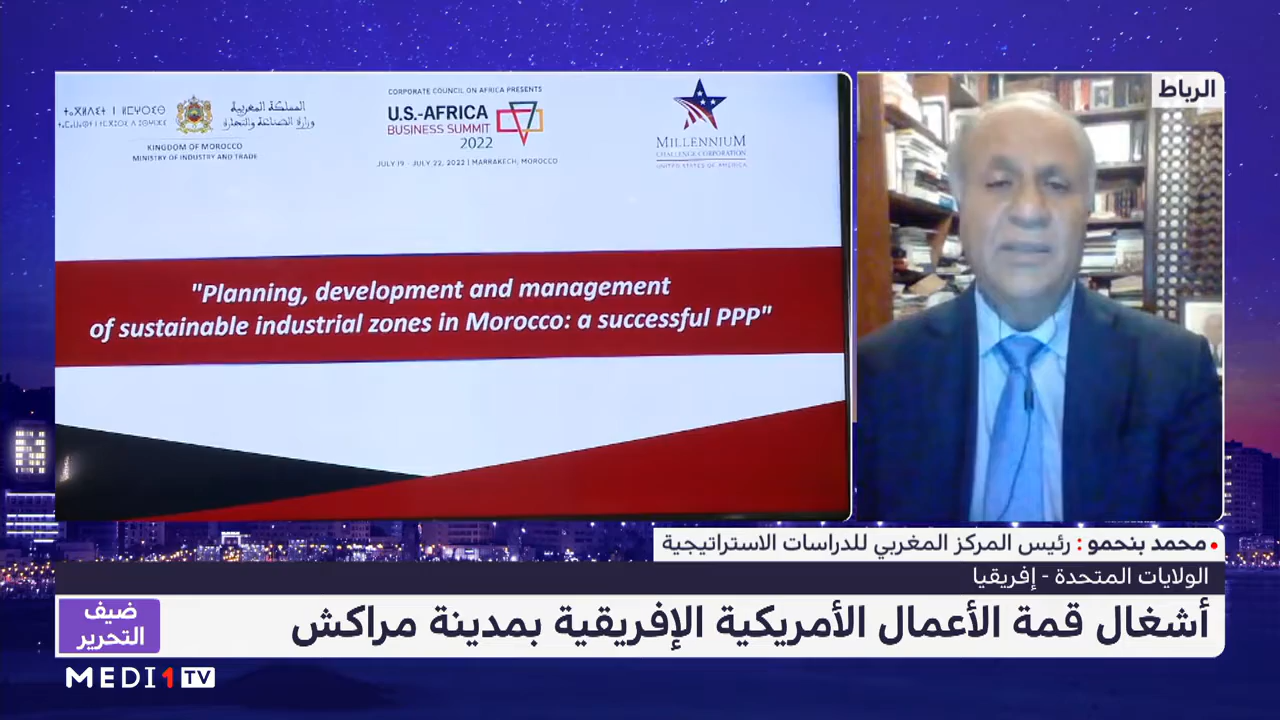 المملكة المغربية
وزارة الصناعة والتجارة
KINGDOM OF MOROCCO
MINISTRY OF INDUSTRY AND TRADE
CORPORATE COUNCIL ON AFRICA PRESENTS
U.S.-AFRICA
BUSINESS SUMMIT
2022
JULY 19 - JULY 22, 2022 | MARRAKECH, MOROCCO
MILLENNIUM
CHALLENGE CORPORATION
UNITED STATES OF AMERICA
الرباط
"Planning, development and management
of sustainable industrial zones in Morocco: a successful PPP"
محمد بنحمو : رئيس المركز المغربي للدراسات الاستراتيجية
الولايات المتحدة - إفريقيا
أشغال قمة الأعمال الأمريكية الإفريقية بمدينة مراكش
ضيف
التحرير
MEDI1TV